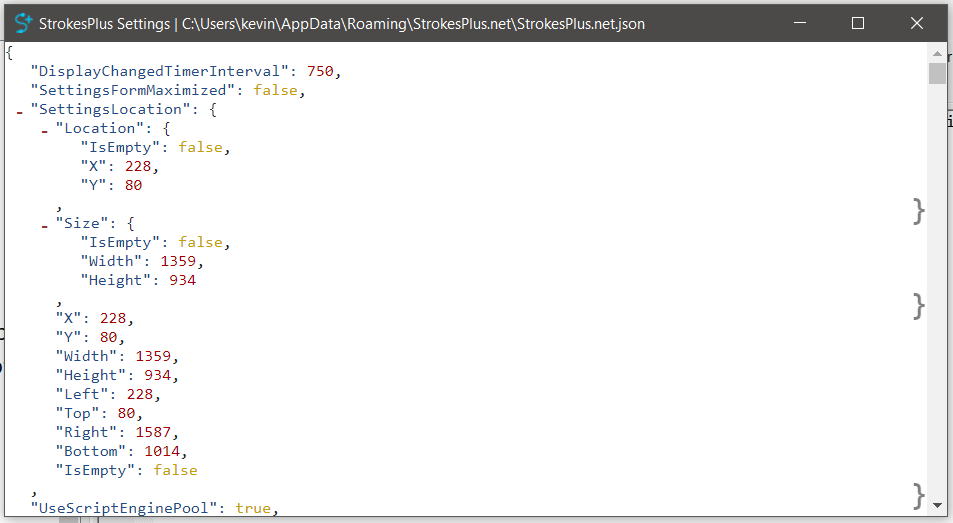 StrokesPlus Settings | C:\Users\kevin\AppData\Roaming\StrokesPlus.net\StrokesPlus.net.json
{
"DisplayChangedTimerInterval": 750,
"SettingsFormMaximized": false,
- "SettingsLocation": {
- "Location": {
"IsEmpty": false,
"X": 228,
"Y": 80
, }
- "Size": {
"IsEmpty": false,
"Width": 1359,
"Height": 934
, }
"X": 228,
"Y": 80,
"Width": 1359,
"Height": 934,
"Left": 228,
"Top": 80,
"Right": 1587,
"Bottom": 1014,
"IsEmpty": false
, }
"UseScriptEnginePool": true,